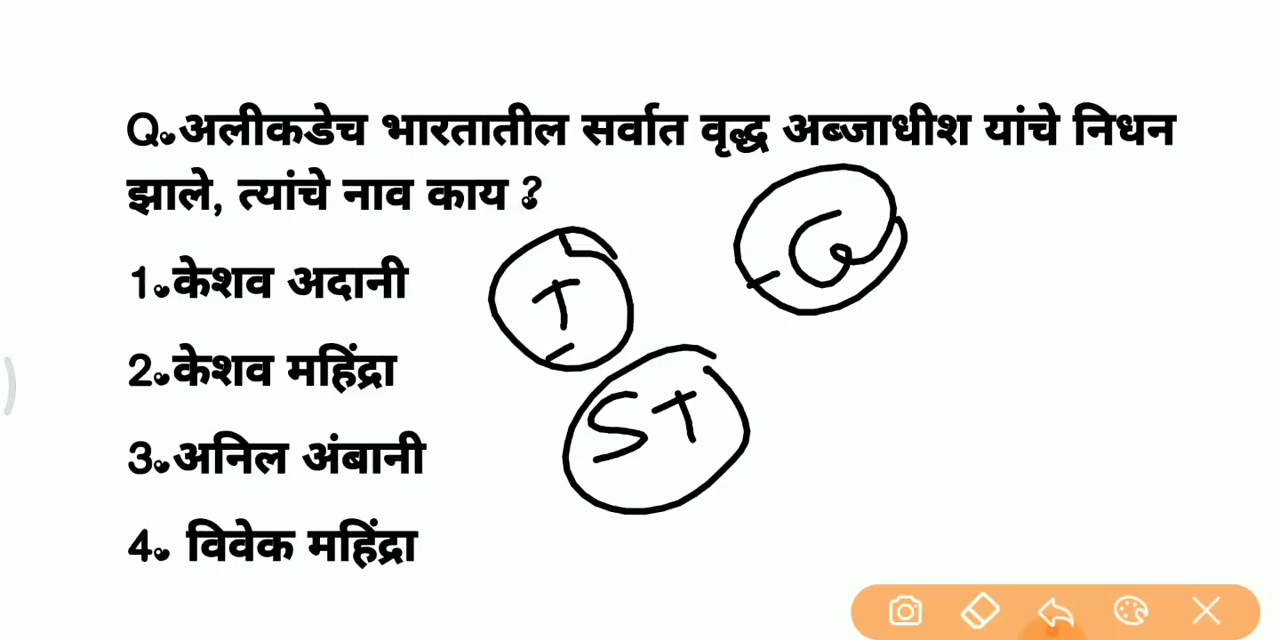 Q.अलीकडेच भारतातील सर्वात वृद्ध अब्जाधीश यांचे निधन
झाले, त्यांचे नाव काय ?
1.केशव अदानी
T
G
2.केशव महिंद्रा
ST
3.अनिल अंबानी
4. विवेक महिंद्रा